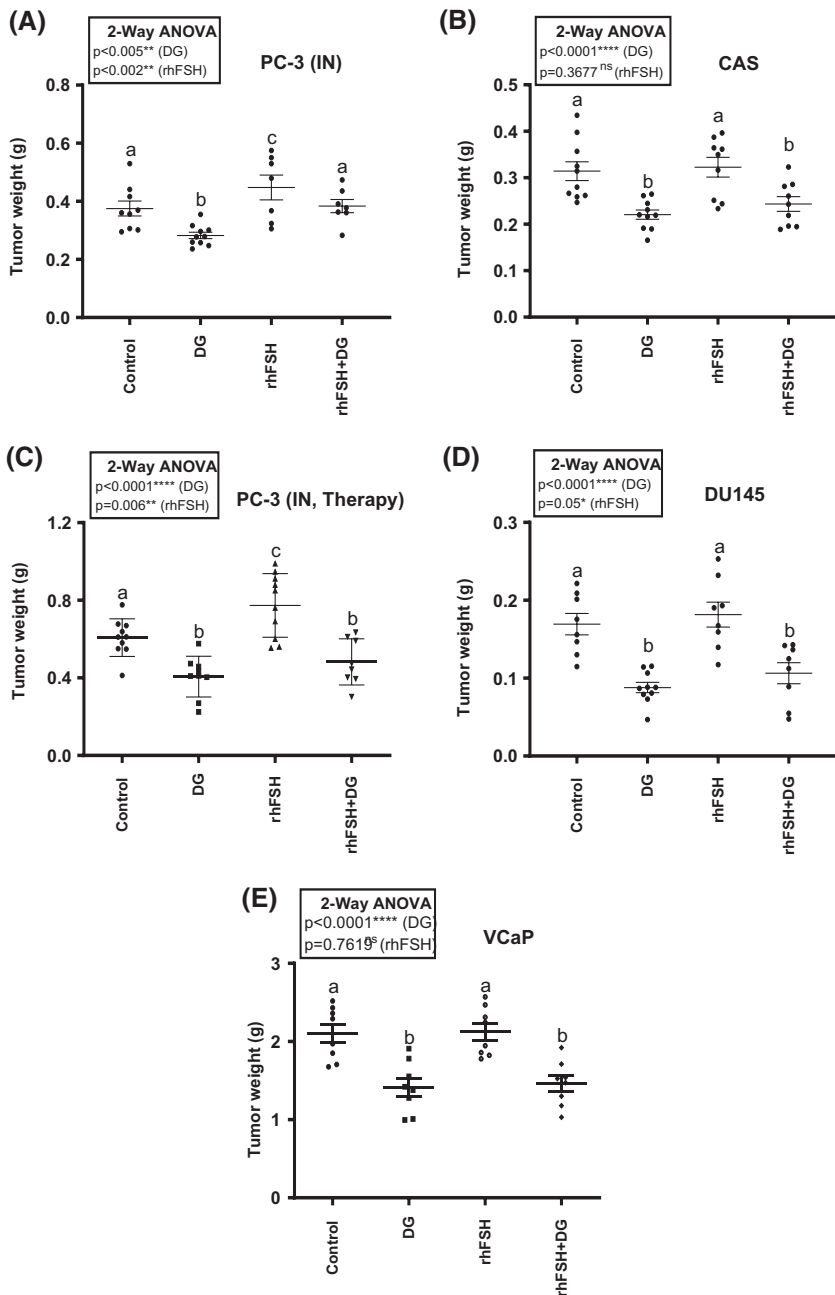 (A)
2-Way ANOVA
p<0.005** (DG)
p<0.002** (rhFSH)
PC-3 (IN)
Tumor weight (g)
0.8
0.6
0.4
0.2
0.0
a
b
c
a
Control
DG
rhFSH
rhFSH+DG
(B)
2-Way ANOVA
p<0.0001**** (DG)
p=0.3677 ns (rhFSH)
CAS
Tumor weight (g)
0.5
0.4
0.3
0.2
0.1
0.0
a
b
a
b
Control
DG
rhFSH
rhFSH+DG
(C)
2-Way ANOVA
p<0.0001**** (DG)
p=0.006** (rhFSH)
PC-3 (IN, Therapy)
Tumor weight (g)
1.2
0.8
0.4
0.0
a
b
c
b
Control
DG
rhFSH
rhFSH+DG
(D)
2-Way ANOVA
p<0.0001**** (DG)
p=0.05* (rhFSH)
DU145
Tumor weight (g)
0.3
0.2
0.1
0.0
a
b
a
b
Control
DG
rhFSH
rhFSH+DG
(E)
2-Way ANOVA
p<0.0001**** (DG)
p=0.7619ns (rhFSH)
VCaP
Tumor weight (g)
3
2
1
0
a
b
a
b
Control
DG
rhFSH
rhFSH+DG